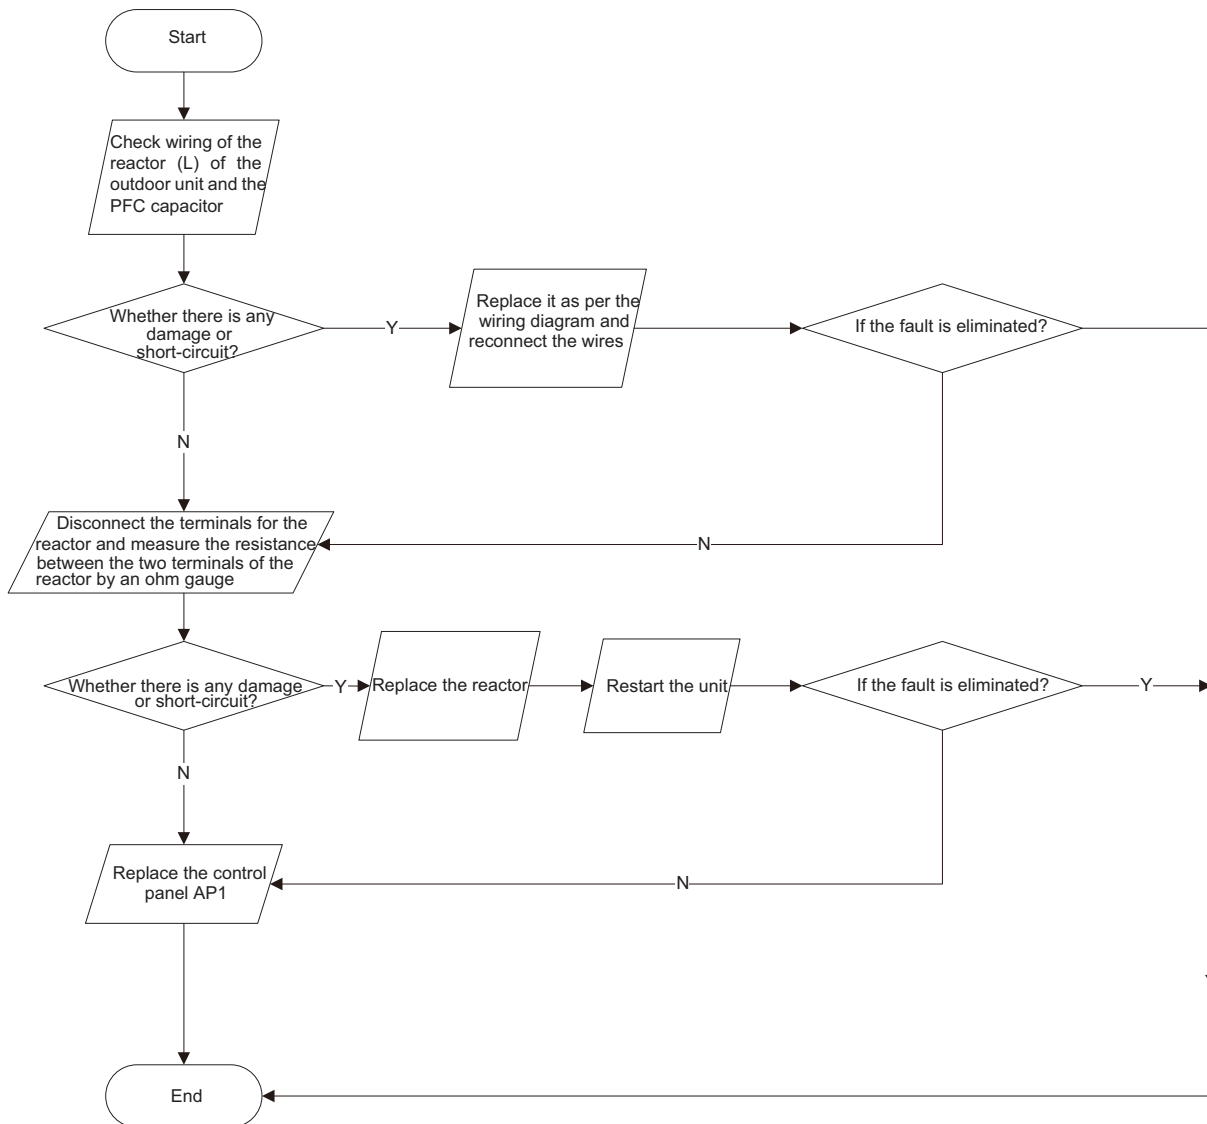 Start
Check wiring of the
reactor (L) of the
outdoor unit and the
PFC capacitor
Whether there is any
damage or
short-circuit?
Y
Replace it as per the
wiring diagram and
reconnect the wires
If the fault is eliminated?
N
N
Disconnect the terminals for the
reactor and measure the resistance
between the two terminals of the
reactor by an ohm gauge
Whether there is any damage
or short-circuit?
Y
Replace the reactor
Restart the unit
If the fault is eliminated?
Y
N
N
Replace the control
panel AP1
End